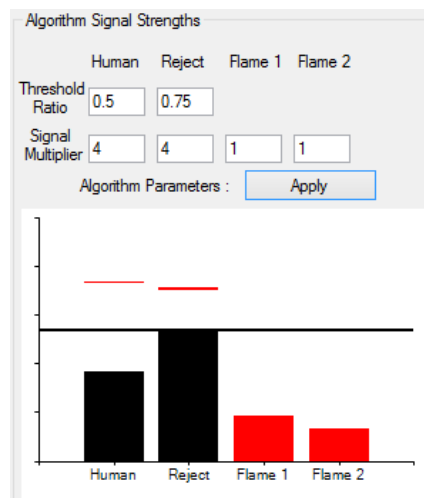 Algorithm Signal Strengths
Human Reject Flame 1 Flame 2
Threshold
Ratio 0.5 0.75
Signal
Multiplier 4 4 1 1
Algorithm Parameters : Apply
Human Reject Flame 1 Flame 2